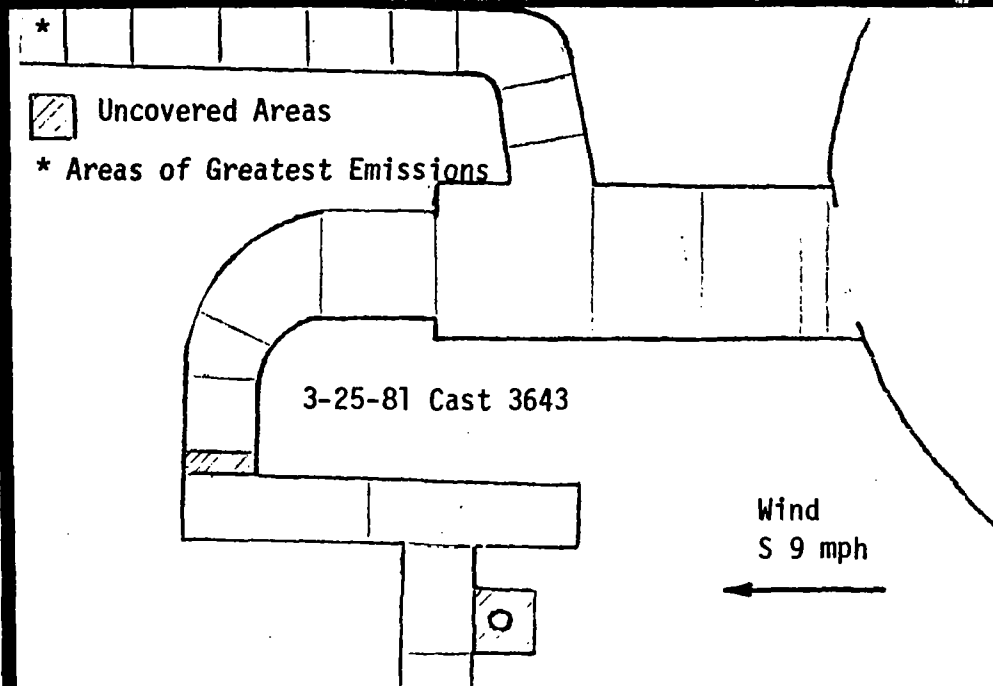 *
Uncovered Areas
* Areas of Greatest Emissions
3-25-81 Cast 3643
Wind
S 9 mph